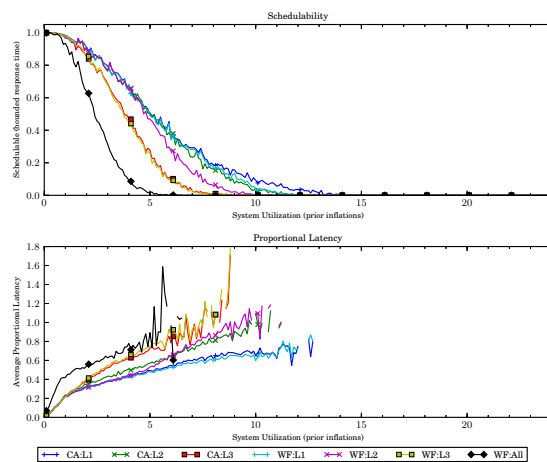 Schedulability
1.0
0.8
0.6
0.4
0.2
0.0
Schedulable (bounded response time)
0 5 10 15 20
System Utilization (prior inflations)
Proportional Latency
1.8
1.6
1.4
1.2
1.0
0.8
0.6
0.4
0.2
0.0
Average Proportional Latency
0 5 10 15 20
System Utilization (prior inflations)
CA:L1 CA:L2 CA:L3 WF:L1 WF:L2 WF:L3 WF:All